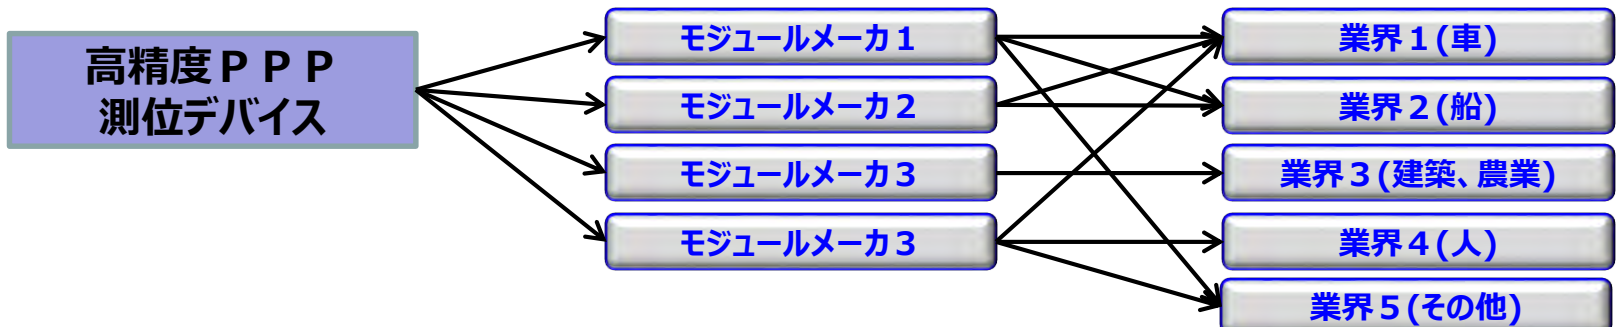 高精度ＰＰＰ
測位デバイス
モジュールメーカ１
モジュールメーカ２
モジュールメーカ３
モジュールメーカ３
業界１(車)
業界２(船)
業界３(建築、農業)
業界４(人)
業界５(その他)